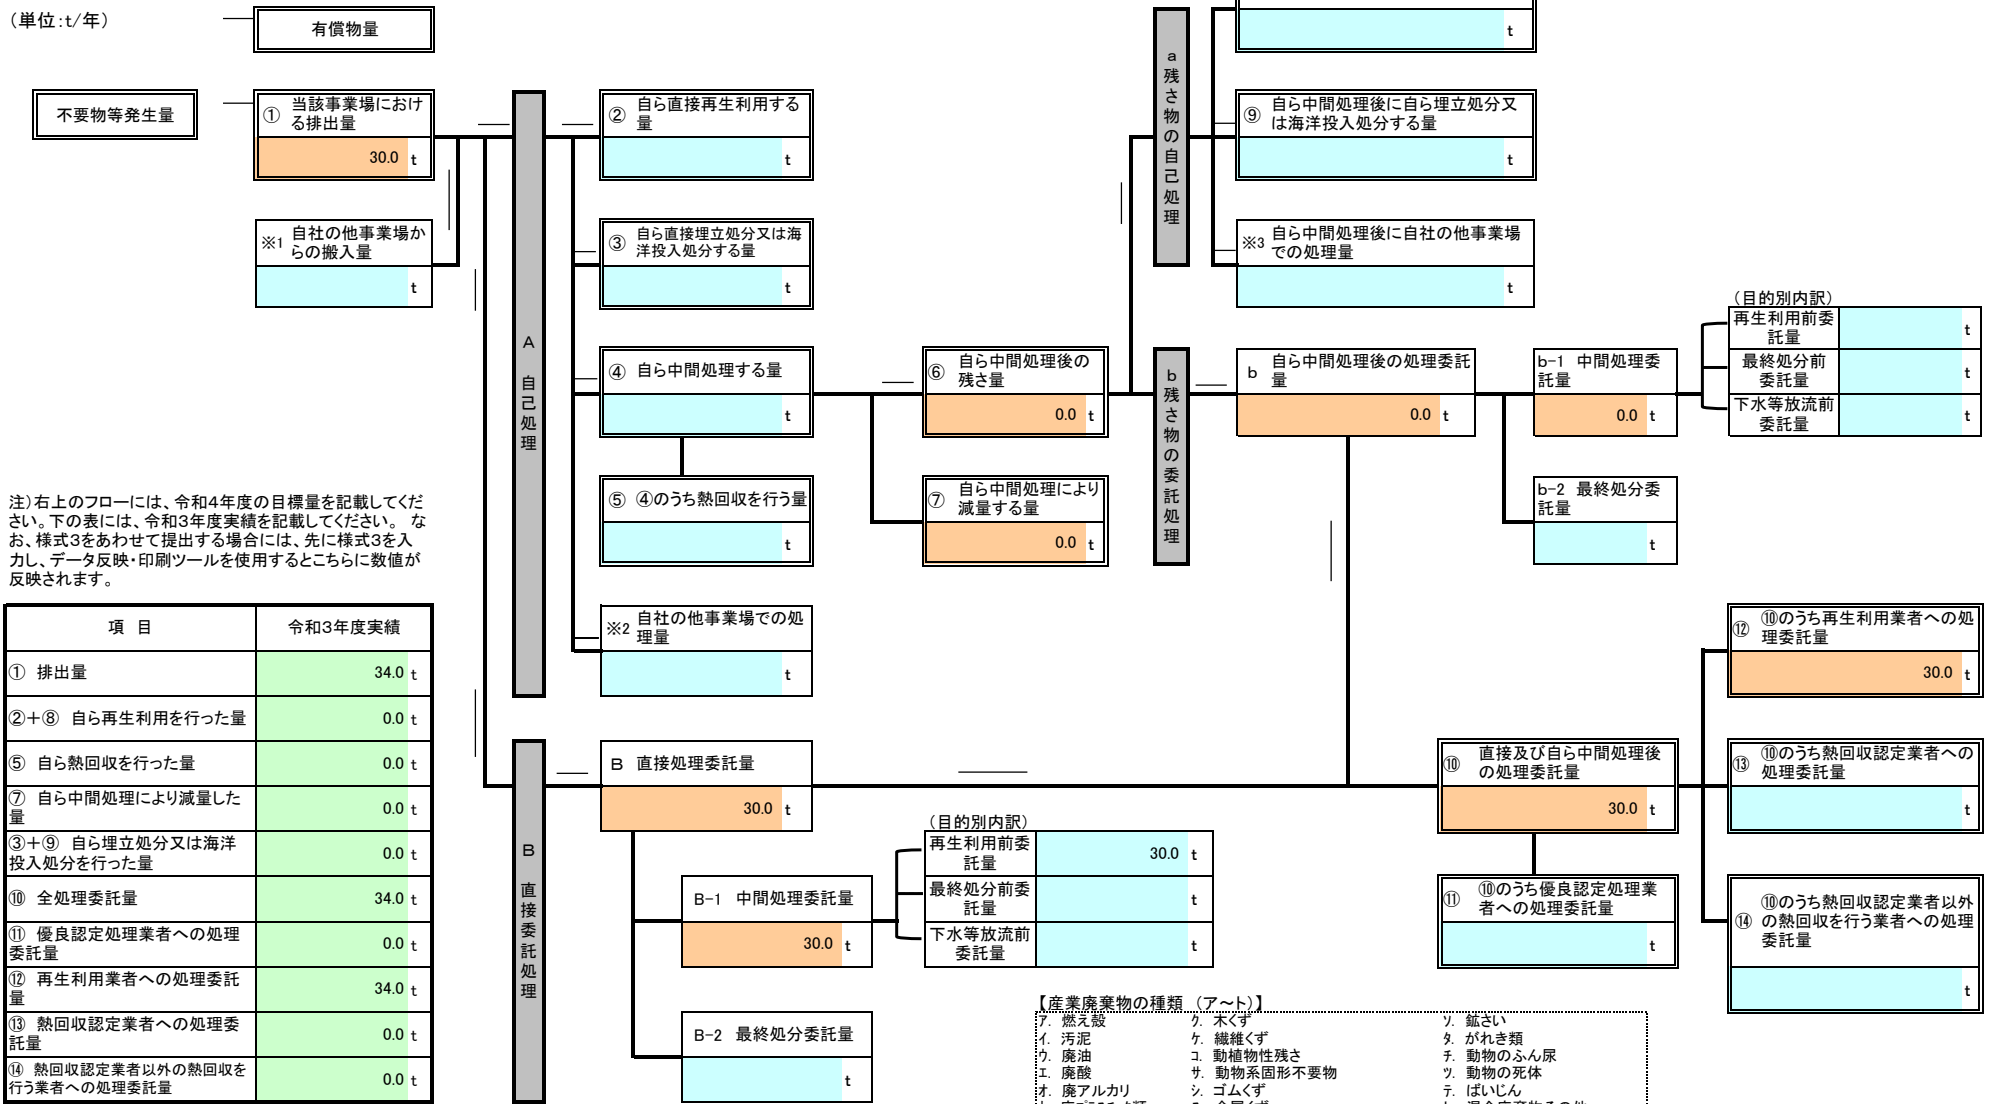 （単位：t/年）
有償物量
不要物等発生量
① 当該事業場におけ
る排出量
30.0 t
※1 自社の他事業場か
らの搬入量
t
A 自己処理
② 自ら直接再生利用する
量
t
③ 自ら直接埋立処分又は海
洋投入処分する量
t
④ 自ら中間処理する量
t
⑤ ④のうち熱回収を行う量
t
※2 自社の他事業場での処
理量
t
⑥ 自ら中間処理後の
残さ量
0.0 t
⑦ 自ら中間処理により
減量する量
0.0 t
a 残さ物の自己処理
t
⑨ 自ら中間処理後に自ら埋立処分又
は海洋投入処分する量
t
※3 自ら中間処理後に自社の他事業場
での処理量
t
b 残さ物の委託処理
b 自ら中間処理後の処理委託
量
0.0 t
b-1 中間処理委
託量
0.0 t
b-2 最終処分委
託量
t
（目的別内訳）
再生利用前委
託量
t
最終処分前
委託量
t
下水等放流前
委託量
t
注）右上のフローには、令和4年度の目標量を記載してくだ
さい。下の表には、令和3年度実績を記載してください。 な
お、様式3をあわせて提出する場合には、先に様式3を入
力し、データ反映・印刷ツールを使用するとこちらに数値が
反映されます。
項 目 令和3年度実績
① 排出量 34.0 t
②＋⑧ 自ら再生利用を行った量 0.0 t
⑤ 自ら熱回収を行った量 0.0 t
⑦ 自ら中間処理により減量した
量 0.0 t
③＋⑨ 自ら埋立処分又は海洋
投入処分を行った量 0.0 t
⑩ 全処理委託量 34.0 t
⑪ 優良認定処理業者への処理
委託量 0.0 t
⑫ 再生利用業者への処理委託
量 34.0 t
⑬ 熱回収認定業者への処理委
託量 0.0 t
⑭ 熱回収認定業者以外の熱回収を
行う業者への処理委託量 0.0 t
B 直接委託処理
B 直接処理委託量
30.0 t
B-1 中間処理委託量
30.0 t
B-2 最終処分委託量
t
（目的別内訳）
再生利用前委
託量
30.0 t
最終処分前委
託量
t
下水等放流前
委託量
t
⑩ 直接及び自ら中間処理後
の処理委託量
30.0 t
⑪ ⑩のうち優良認定処理業
者への処理委託量
t
⑫ ⑩のうち再生利用業者への処
理委託量
30.0 t
⑬ ⑩のうち熱回収認定業者への
処理委託量
t
⑭ ⑩のうち熱回収認定業者以外
の熱回収を行う業者への処理
委託量
t
【産業廃棄物の種類 （ア～ト）】
ア. 燃え殻 ク. 木くず ソ. 鉱さい
イ. 汚泥 ケ. 繊維くず タ. がれき類
ウ. 廃油 コ. 動植物性残さ チ. 動物のふん尿
エ. 廃酸 サ. 動物系固形不要物 ツ. 動物の死体
オ. 廃アルカリ シ. ゴムくず テ. ばいじん